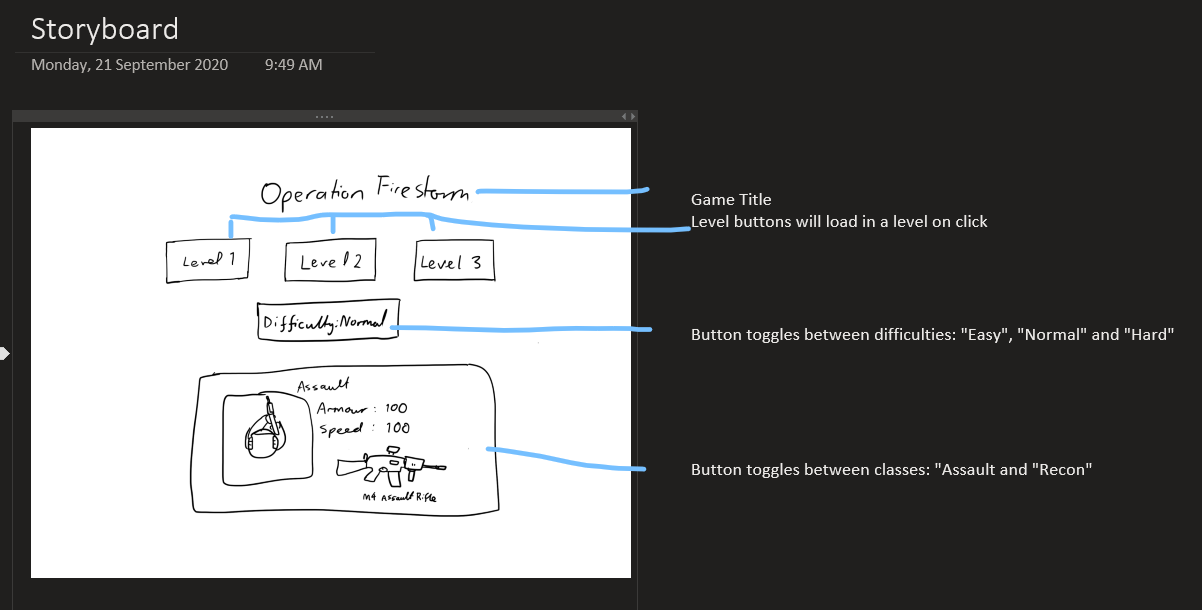 Storyboard
Monday, 21 September 2020 9:49 AM
Operation Firestorm
Game Title
Level buttons will load in a level on click
Level 1
Level 2
Level 3
Difficulty:Normal
Button toggles between difficulties: "Easy", "Normal" and "Hard"
Assault
Armour : 100
Speed : 100
M4 Assault Rifle
Button toggles between classes: "Assault and "Recon"